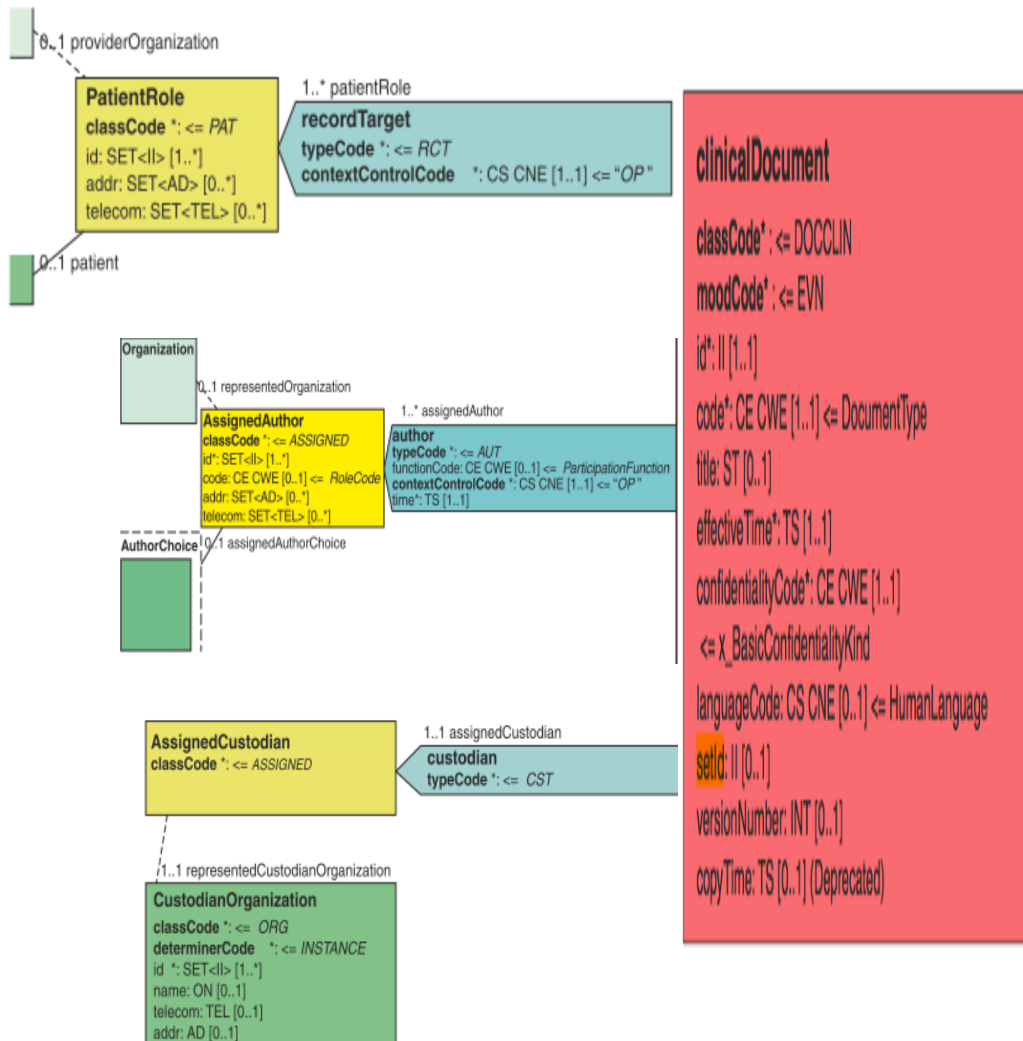 0..1 providerOrganization
PatientRole
classCode *: <= PAT
id: SET<II> [1..*]
addr: SET<AD> [0..*]
telecom: SET<TEL> [0..*]
0..1 patient
1..* patientRole
recordTarget
typeCode *: <= RCT
contextControlCode *: CS CNE [1..1] <= "OP"
Organization
0..1 representedOrganization
AssignedAuthor
classCode *: <= ASSIGNED
id*: SET<II> [1..*]
code: CE CWE [0..1] <= RoleCode
addr: SET<AD> [0..*]
telecom: SET<TEL> [0..*]
AuthorChoice
0..1 assignedAuthorChoice
1..* assignedAuthor
author
typeCode *: <= AUT
functionCode: CE CWE [0..1] <= ParticipationFunction
contextControlCode *: CS CNE [1..1] <= "OP"
time*: TS [1..1]
AssignedCustodian
classCode *: <= ASSIGNED
1..1 assignedCustodian
custodian
typeCode *: <= CST
1..1 representedCustodianOrganization
CustodianOrganization
classCode *: <= ORG
determinerCode *: <= INSTANCE
id *: SET<II> [1..*]
name: ON [0..1]
telecom: TEL [0..1]
addr: AD [0..1]
clinicalDocument
classCode* : <= DOCCLIN
moodCode* : <= EVN
id*: II [1..1]
code*: CE CWE [1..1] <= DocumentType
title: ST [0..1]
effectiveTime*: TS [1..1]
confidentialityCode*: CE CWE [1..1]
<= x_BasicConfidentialityKind
languageCode: CS CNE [0..1] <= HumanLanguage
setId: II [0..1]
versionNumber: INT [0..1]
copyTime: TS [0..1] (Deprecated)